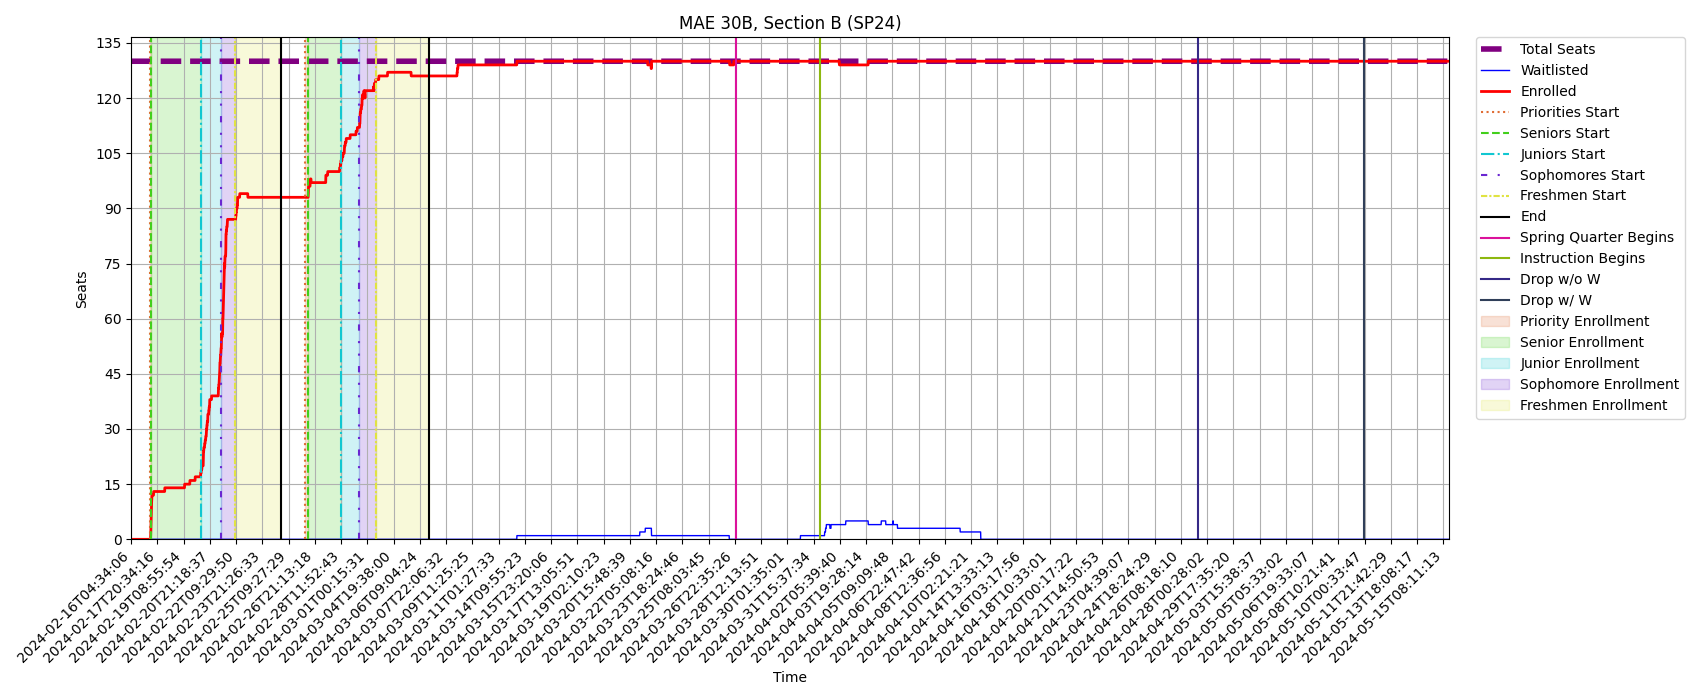 MAE 30B, Section B (SP24)
Seats
135
120
105
90
75
60
45
30
15
0
2024-02-16T04:34:06
2024-02-17T20:34:16
2024-02-19T08:55:54
2024-02-20T21:18:37
2024-02-22T09:29:50
2024-02-23T21:26:33
2024-02-25T09:27:29
2024-02-26T21:13:18
2024-02-28T11:52:43
2024-03-01T00:15:31
2024-03-04T19:38:00
2024-03-06T09:04:24
2024-03-07T22:06:32
2024-03-11T01:25:25
2024-03-13T01:27:33
2024-03-14T09:55:23
2024-03-15T23:20:06
2024-03-17T13:05:51
2024-03-19T02:10:23
2024-03-20T15:48:39
2024-03-22T05:08:16
2024-03-23T18:24:46
2024-03-25T08:03:45
2024-03-26T22:35:26
2024-03-28T12:13:51
2024-03-30T01:35:01
2024-03-31T15:37:34
2024-04-02T05:39:40
2024-04-03T19:28:14
2024-04-05T09:09:48
2024-04-06T22:47:42
2024-04-08T12:36:56
2024-04-10T02:21:21
2024-04-14T13:33:13
2024-04-16T03:17:56
2024-04-18T10:33:01
2024-04-20T00:17:22
2024-04-21T14:50:53
2024-04-23T04:39:07
2024-04-24T18:24:29
2024-04-26T08:18:10
2024-04-28T00:28:02
2024-04-29T17:35:20
2024-05-03T15:38:37
2024-05-05T05:33:02
2024-05-06T19:33:07
2024-05-08T10:21:41
2024-05-10T00:33:47
2024-05-11T21:42:29
2024-05-13T18:08:17
2024-05-15T08:11:13
Time
Total Seats
Waitlisted
Enrolled
Priorities Start
Seniors Start
Juniors Start
Sophomores Start
Freshmen Start
End
Spring Quarter Begins
Instruction Begins
Drop w/o W
Drop w/ W
Priority Enrollment
Senior Enrollment
Junior Enrollment
Sophomore Enrollment
Freshmen Enrollment